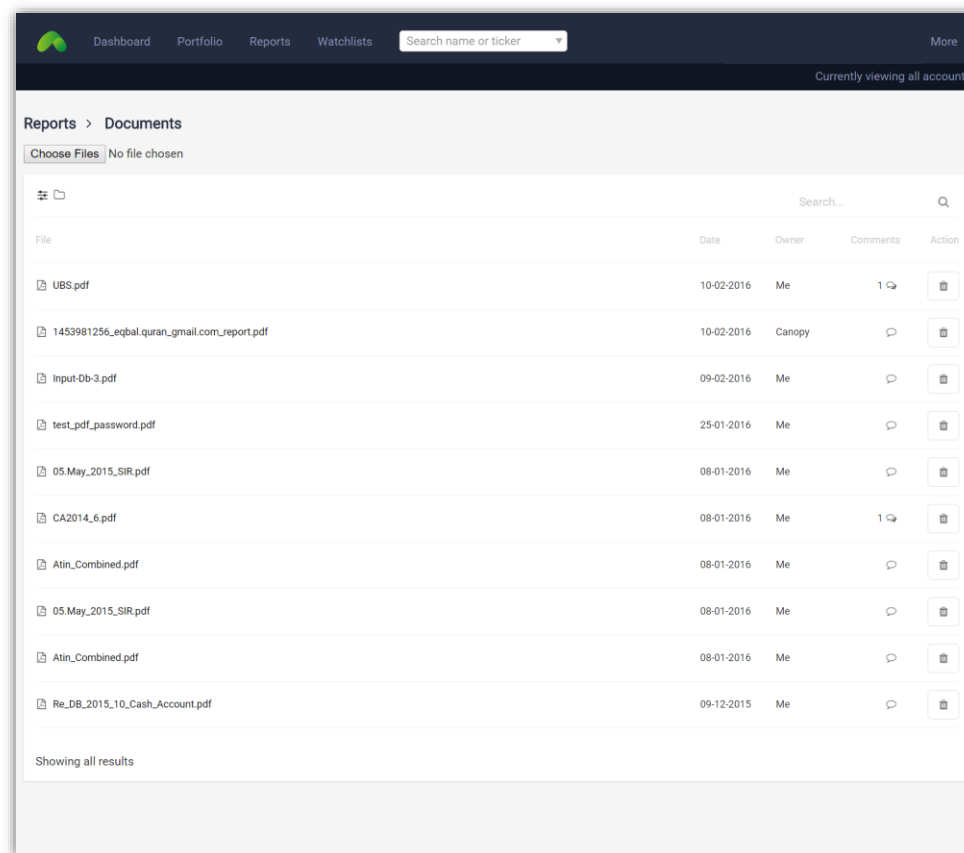 Dashboard Portfolio Reports Watchlists Search name or ticker More
Currently viewing all account
Reports > Documents
Choose Files No file chosen
Search...
File Date Owner Comments Action
UBS.pdf 10-02-2016 Me 1
1453981256_eqbal.quran_gmail.com_report.pdf 10-02-2016 Canopy
Input-Db-3.pdf 09-02-2016 Me
test_pdf_password.pdf 25-01-2016 Me
05.May_2015_SIR.pdf 08-01-2016 Me
CA2014_6.pdf 08-01-2016 Me 1
Atin_Combined.pdf 08-01-2016 Me
05.May_2015_SIR.pdf 08-01-2016 Me
Atin_Combined.pdf 08-01-2016 Me
Re_DB_2015_10_Cash_Account.pdf 09-12-2015 Me
Showing all results